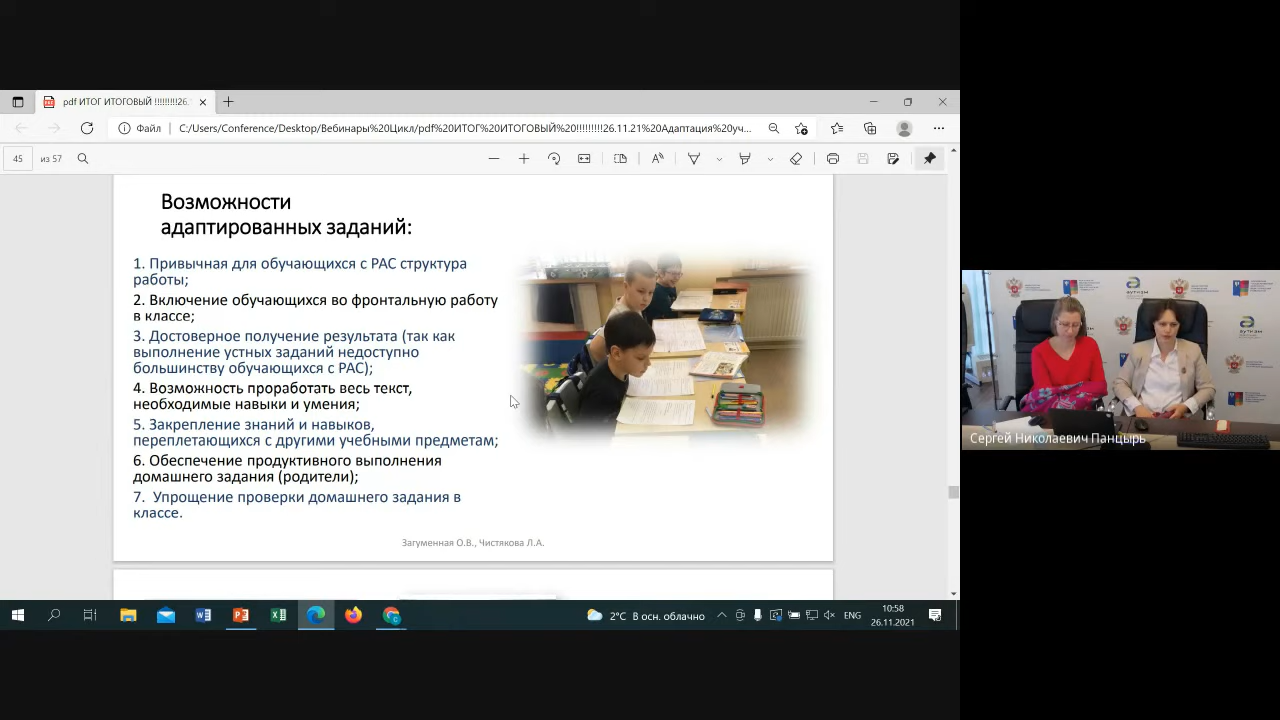 pdf ИТОГ ИТОГОВЫЙ !!!!!!!!!26.
Файл
C:/Users/Conference/Desktop/Вебинары%20Цикл/pdf%20ИТОГ%20ИТОГОВЫЙ%20!!!!!!!!!26.11.21%20Адаптация%20уч...
45 из 57
Возможности
адаптированных заданий:
1. Привычная для обучающихся с РАС структура
работы;
2. Включение обучающихся во фронтальную работу
в классе;
3. Достоверное получение результата (так как
выполнение устных заданий недоступно
большинству обучающихся с РАС);
4. Возможность проработать весь текст,
необходимые навыки и умения;
5. Закрепление знаний и навыков,
переплетающихся с другими учебными предметам;
6. Обеспечение продуктивного выполнения
домашнего задания (родители);
7. Упрощение проверки домашнего задания в
классе.
Загуменная О.В., Чистякова Л.А.
Сергей Николаевич Панцырь
2°C В осн. облачно
ENG
10:58
26.11.2021